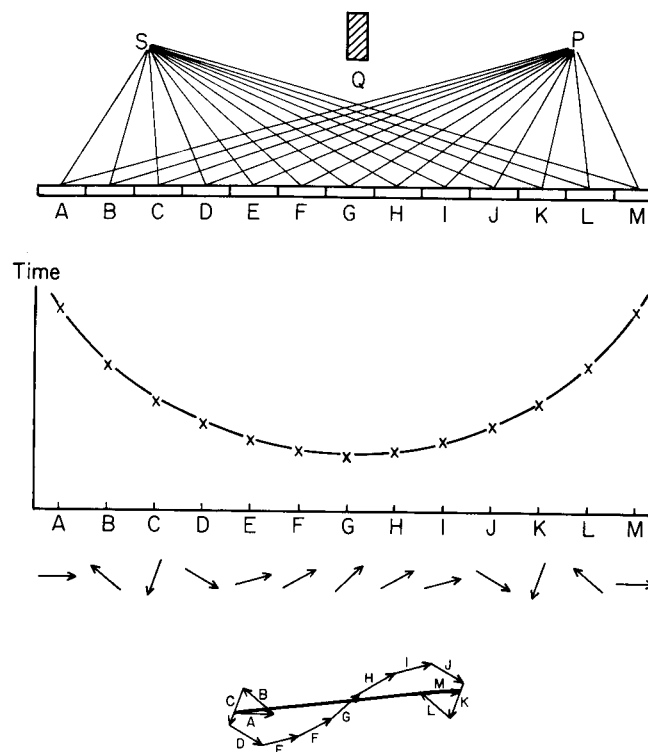 S P
Q
A B C D E F G H I J K L M
Time
x x x x x x x x x x x x x
A B C D E F G H I J K L M
H I J
C B M K
A G L
D E F